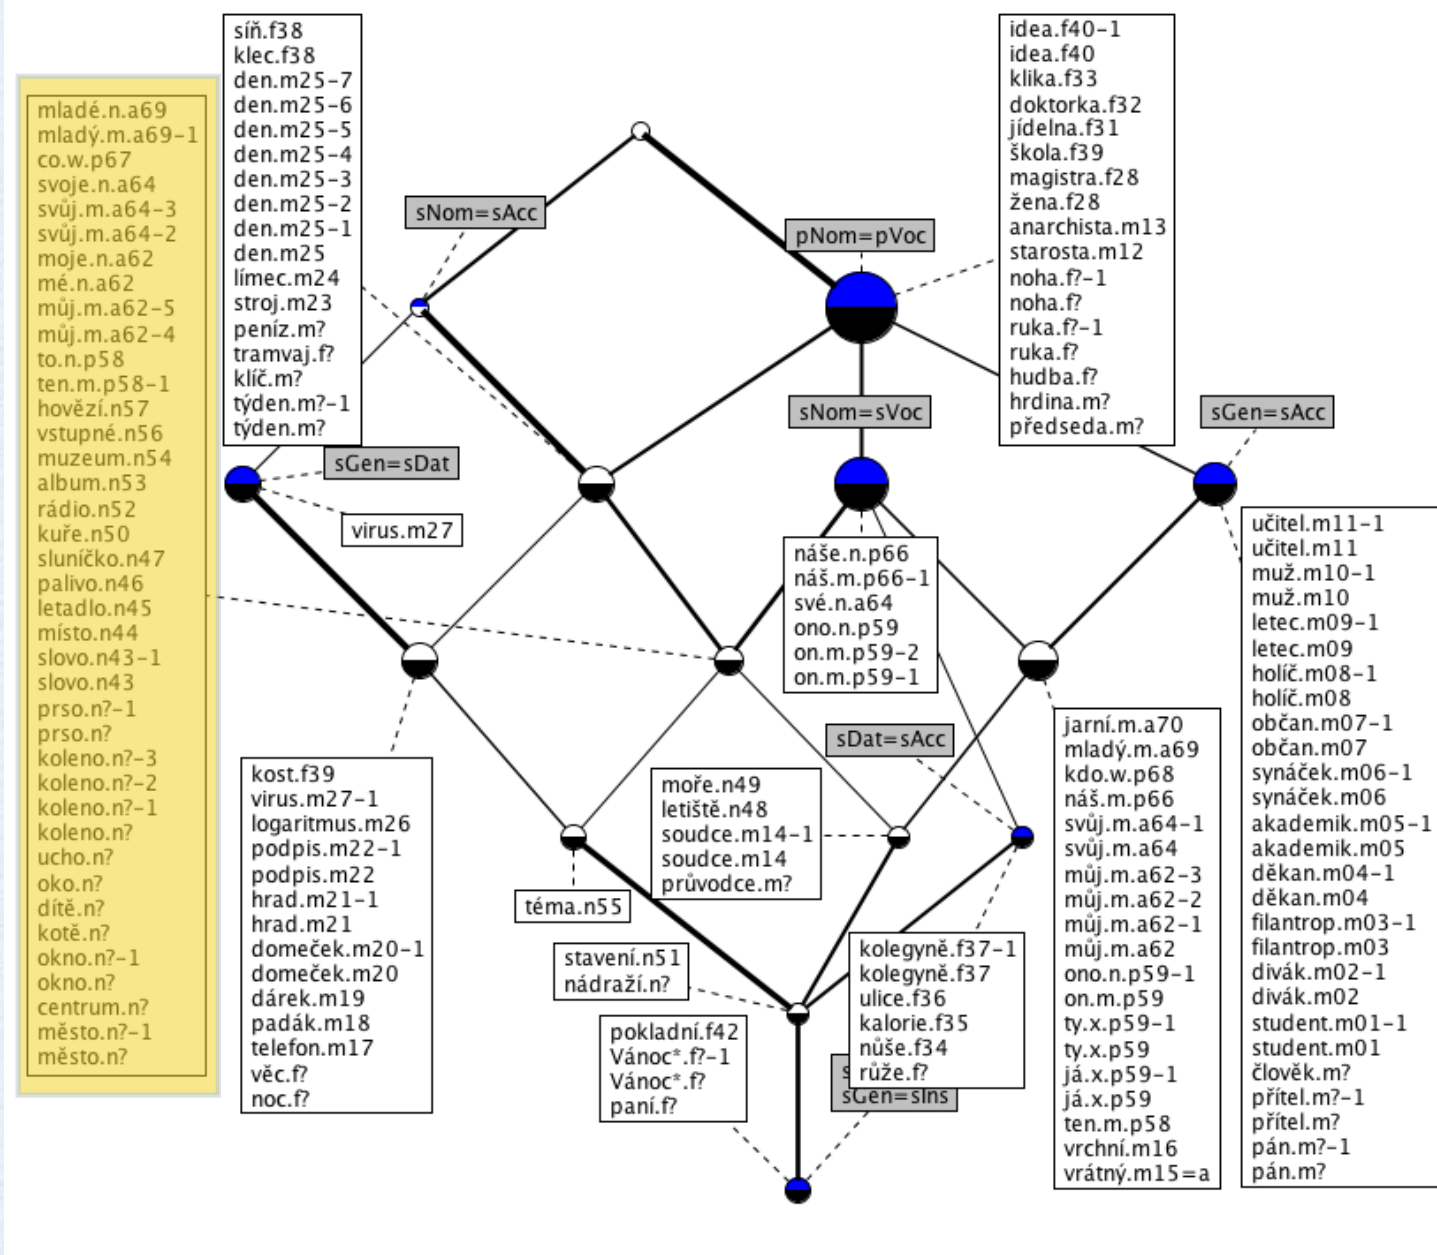 mladé.n.a69
mladý.m.a69-1
co.w.p67
svoje.n.a64
svůj.m.a64-3
svůj.m.a64-2
moje.n.a62
mé.n.a62
můj.m.a62-5
můj.m.a62-4
to.n.p58
ten.m.p58-1
hovězí.n57
vstupné.n56
muzeum.n54
album.n53
rádio.n52
kuře.n50
sluníčko.n47
palivo.n46
letadlo.n45
místo.n44
slovo.n43-1
slovo.n43
prso.n?-1
prso.n?
koleno.n?-3
koleno.n?-2
koleno.n?-1
koleno.n?
ucho.n?
oko.n?
dítě.n?
kotě.n?
okno.n?-1
okno.n?
centrum.n?
město.n?-1
město.n?
síň.f38
klec.f38
den.m25-7
den.m25-6
den.m25-5
den.m25-4
den.m25-3
den.m25-2
den.m25-1
den.m25
límec.m24
stroj.m23
peníz.m?
tramvaj.f?
klíč.m?
týden.m?-1
týden.m?
sNom=sAcc
pNom=pVoc
idea.f40-1
idea.f40
klika.f33
doktorka.f32
jídelna.f31
škola.f39
magistra.f28
žena.f28
anarchista.m13
starosta.m12
noha.f?-1
noha.f?
ruka.f?-1
ruka.f?
hudba.f?
hrdina.m?
předseda.m?
sNom=sVoc
sGen=sAcc
sGen=sDat
virus.m27
náše.n.p66
náš.m.p66-1
své.n.a64
ono.n.p59
on.m.p59-2
on.m.p59-1
učitel.m11-1
učitel.m11
muž.m10-1
muž.m10
letec.m09-1
letec.m09
holíč.m08-1
holíč.m08
občan.m07-1
občan.m07
synáček.m06-1
synáček.m06
akademik.m05-1
akademik.m05
děkan.m04-1
děkan.m04
filantrop.m03-1
filantrop.m03
divák.m02-1
divák.m02
student.m01-1
student.m01
člověk.m?
přítel.m?-1
přítel.m?
pán.m?-1
pán.m?
kost.f39
virus.m27-1
logaritmus.m26
podpis.m22-1
podpis.m22
hrad.m21-1
hrad.m21
domeček.m20-1
domeček.m20
dárek.m19
padák.m18
telefon.m17
věc.f?
noc.f?
sDat=sAcc
moře.n49
letiště.n48
soudce.m14-1
soudce.m14
průvodce.m?
jarní.m.a70
mladý.m.a69
kdo.w.p68
náš.m.p66
svůj.m.a64-1
svůj.m.a64
můj.m.a62-3
můj.m.a62-2
můj.m.a62-1
můj.m.a62
ono.n.p59-1
on.m.p59
ty.x.p59-1
ty.x.p59
já.x.p59-1
já.x.p59
ten.m.p58
vrchní.m16
vrátný.m15=a
téma.n55
stavení.n51
nádraží.n?
kolegyně.f37-1
kolegyně.f37
ulice.f36
kalorie.f35
nůše.f34
růže.f?
pokladní.f42
Vánoc*.f?-1
Vánoc*.f?
paní.f?
sGen=sIns